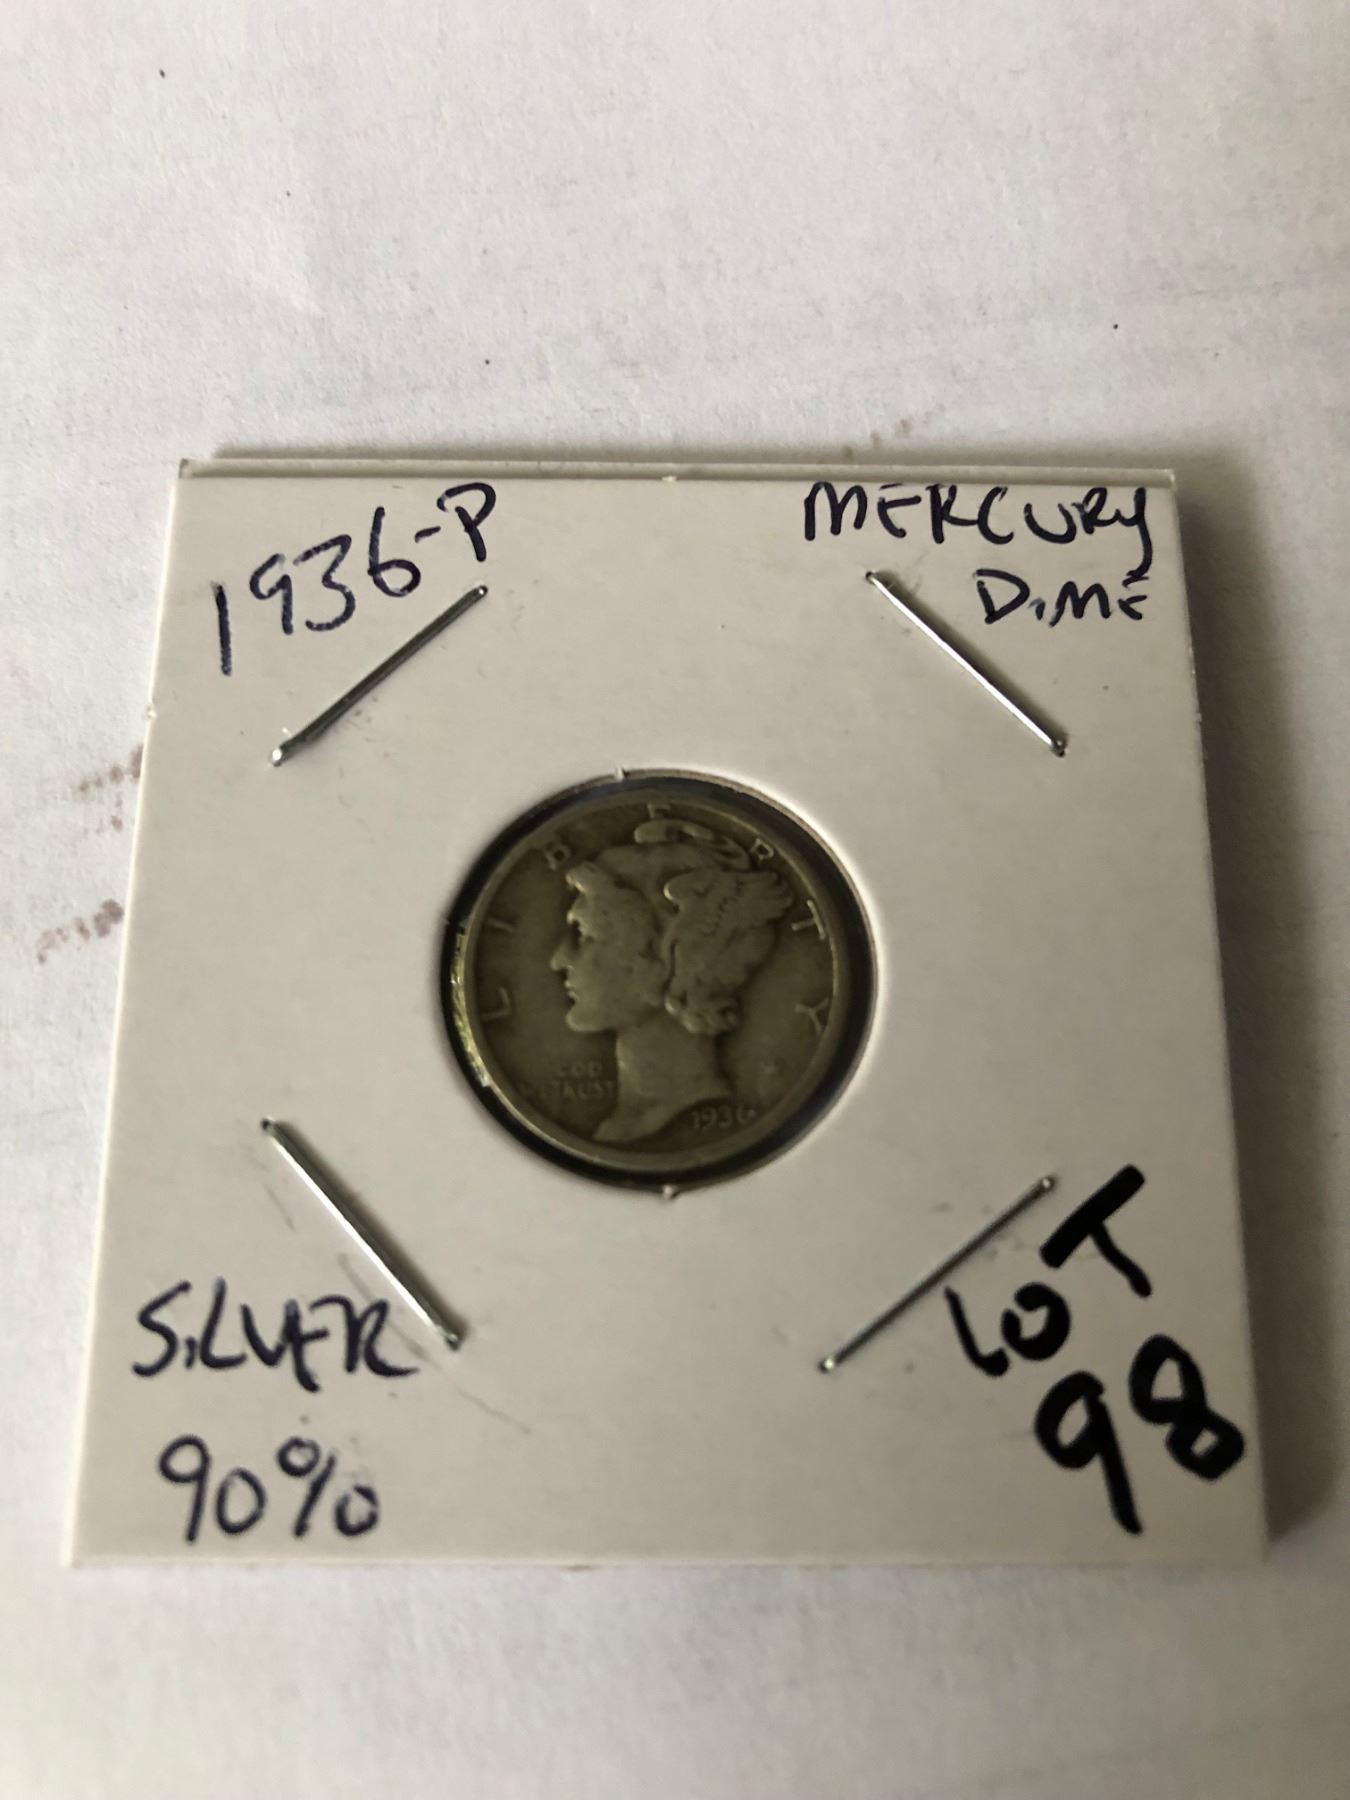 1936-P
MERCURY
DIME
LIBERTY
GOD
WE TRUST
1936
SILVER
90%
LOT
98